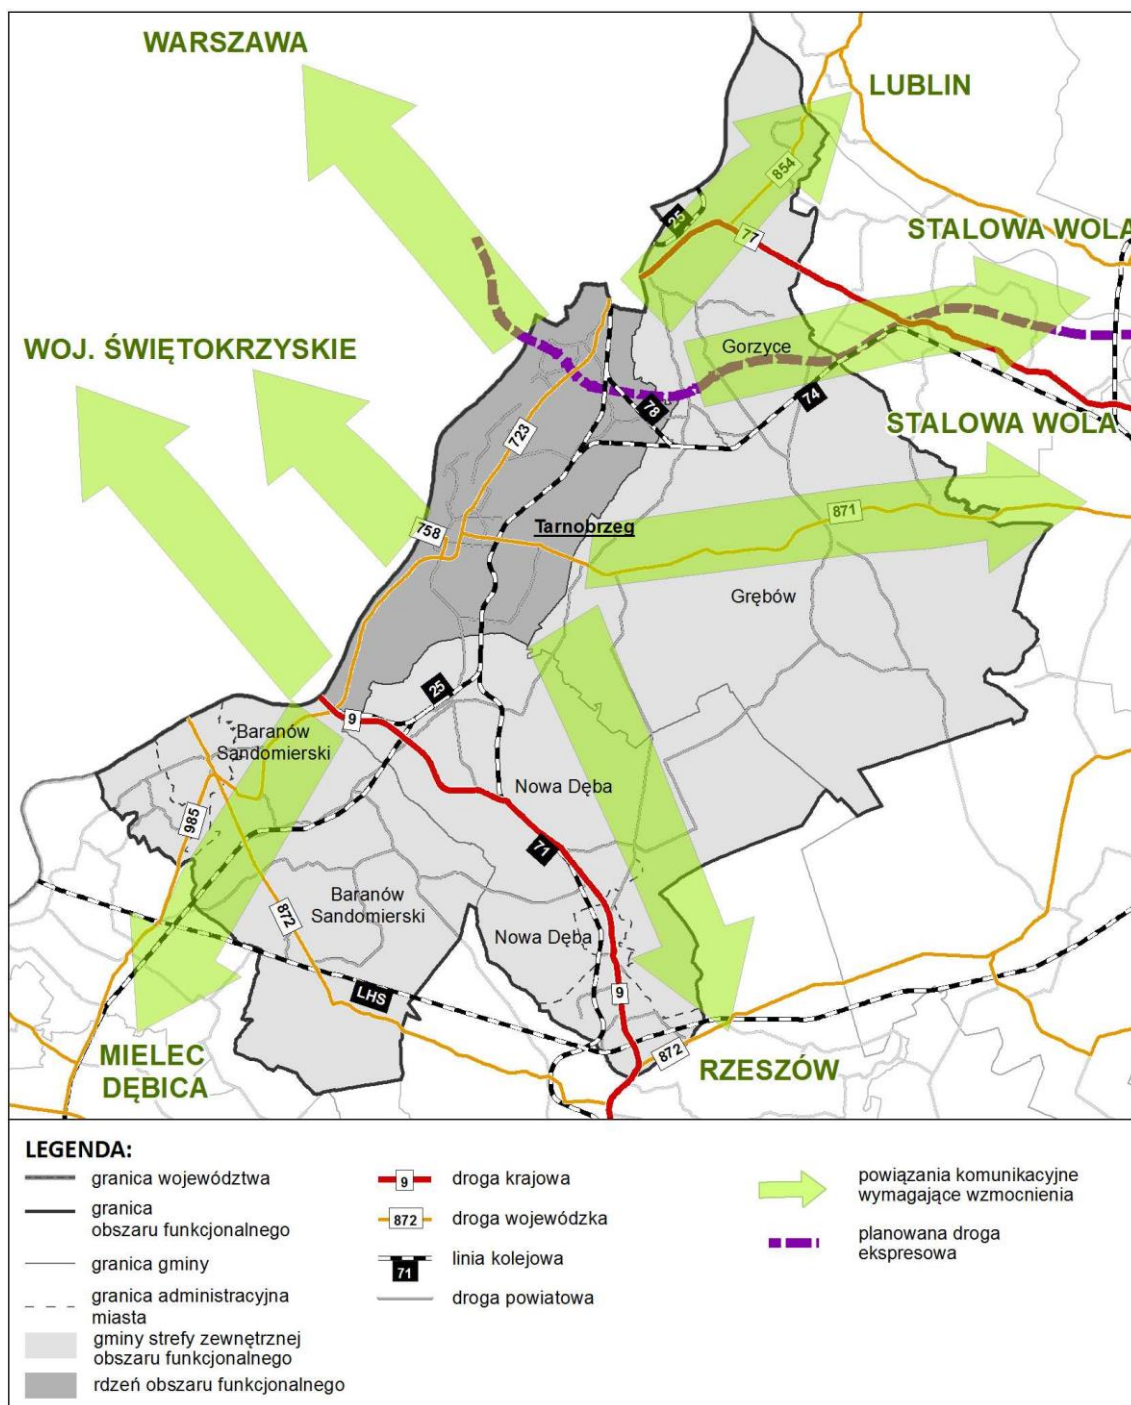 WARSZAWA
LUBLIN
854
25
STALOWA WOLA
77
WOJ. ŚWIĘTOKRZYSKIE
Gorzyce
74
78
STALOWA WOLA
723
871
758
Tarnobrzeg
Grębów
25
9
Baranów
Sandomierski
Nowa Dęba
985
71
Baranów
Sandomierski
872
Nowa Dęba
LHS
9
MIELEC
DĘBICA
872
RZESZÓW
LEGENDA:
granica województwa
granica
obszaru funkcjonalnego
granica gminy
granica administracyjna
miasta
gminy strefy zewnętrznej
obszaru funkcjonalnego
rdzeń obszaru funkcjonalnego
9
droga krajowa
872
droga wojewódzka
linia kolejowa
71
droga powiatowa
powiązania komunikacyjne
wymagające wzmocnienia
planowana droga
ekspresowa